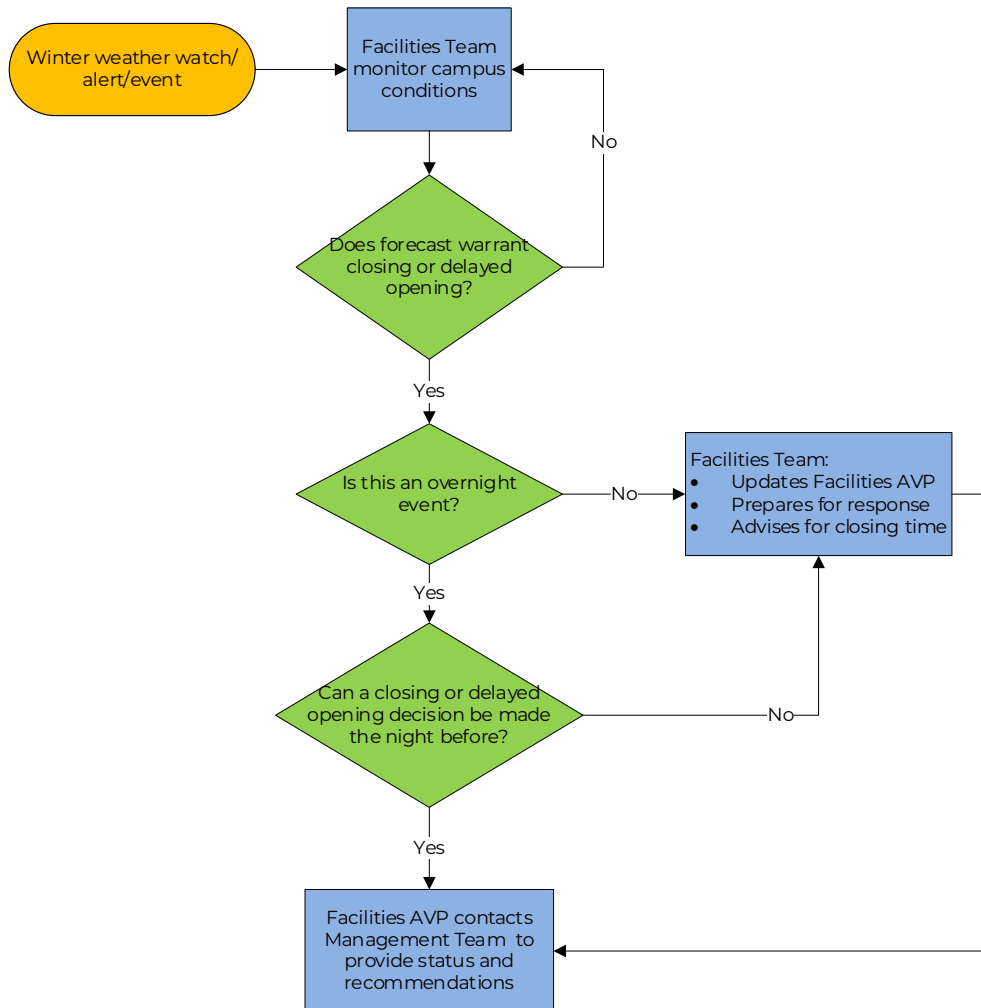 Winter weather watch/
alert/event
Facilities Team
monitor campus
conditions
No
Does forecast warrant
closing or delayed
opening?
Yes
Is this an overnight
event?
No
Facilities Team:
• Updates Facilities AVP
• Prepares for response
• Advises for closing time
Yes
Can a closing or delayed
opening decision be made
the night before?
No
Yes
Facilities AVP contacts
Management Team to
provide status and
recommendations